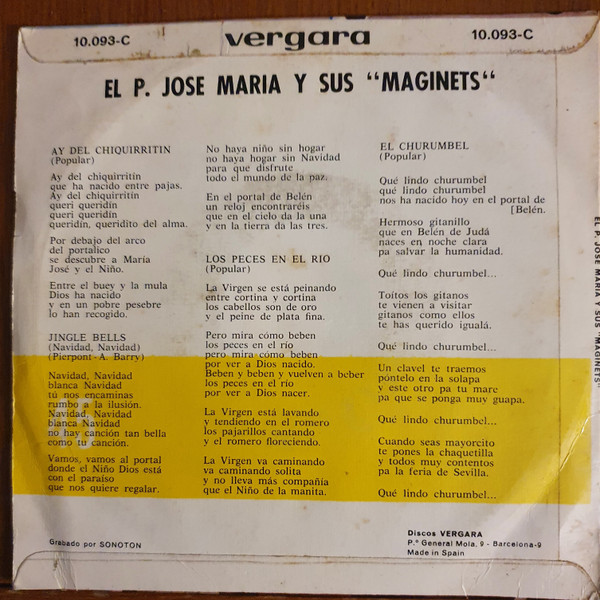 10.093-C
vergara
10.093-C
EL P. JOSE MARIA Y SUS "MAGINETS"
AY DEL CHIQUIRRITIN
(Popular)
Ay del chiquirritín
que ha nacido entre pajas.
Ay del chiquirritín
queri queridín
queri queridín
queridín, queridito del alma.
Por debajo del arco
del portalico
se descubre a María
José y el Niño.
Entre el buey y la mula
Dios ha nacido
y en un pobre pesebre
lo han recogido.
JINGLE BELLS
(Navidad, Navidad)
(Pierpont - A. Barry)
Navidad, Navidad
blanca Navidad
tú nos encaminas
rumbo a la ilusión.
Navidad, Navidad
blanca Navidad
no hay canción tan bella
como tu canción.
Vamos, vamos al portal
donde el Niño Dios está
con el paraíso
que nos quiere regalar.
No haya niño sin hogar
no haya hogar sin Navidad
para que disfrute
todo el mundo de la paz.
En el portal de Belén
un reloj encontraréis
que en el cielo da la una
y en la tierra da las tres.
LOS PECES EN EL RIO
(Popular)
La Virgen se está peinando
entre cortina y cortina
los cabellos son de oro
y el peine de plata fina.
Pero mira cómo beben
los peces en el río
pero mira cómo beben
por ver a Dios nacido.
Beben y beben y vuelven a beber
los peces en el río
por ver a Dios nacer.
La Virgen está lavando
y tendiendo en el romero
los pajarillos cantando
y el romero floreciendo.
La Virgen va caminando
va caminando solita
y no lleva más compañía
que el Niño de la manita.
EL CHURUMBEL
(Popular)
Qué lindo churumbel
qué lindo churumbel
nos ha nacido hoy en el portal de
[Belén.
Hermoso gitanillo
que en Belén de Judá
naces en noche clara
pa salvar la humanidad.
Qué lindo churumbel...
Toítos los gitanos
te vienen a visitar
gitanos como ellos
te has querido igualá.
Qué lindo churumbel...
Un clavel te traemos
póntelo en la solapa
y este otro pa tu mare
pa que se ponga muy guapa.
Qué lindo churumbel...
Cuando seas mayorcito
te pones la chaquetilla
y todos muy contentos
pa la feria de Sevilla.
Qué lindo churumbel...
Grabado por SONOTON
Discos VERGARA
P.º General Mola, 9 - Barcelona-9
Made in Spain
EL P. JOSE MARIA Y SUS "MAGINETS"